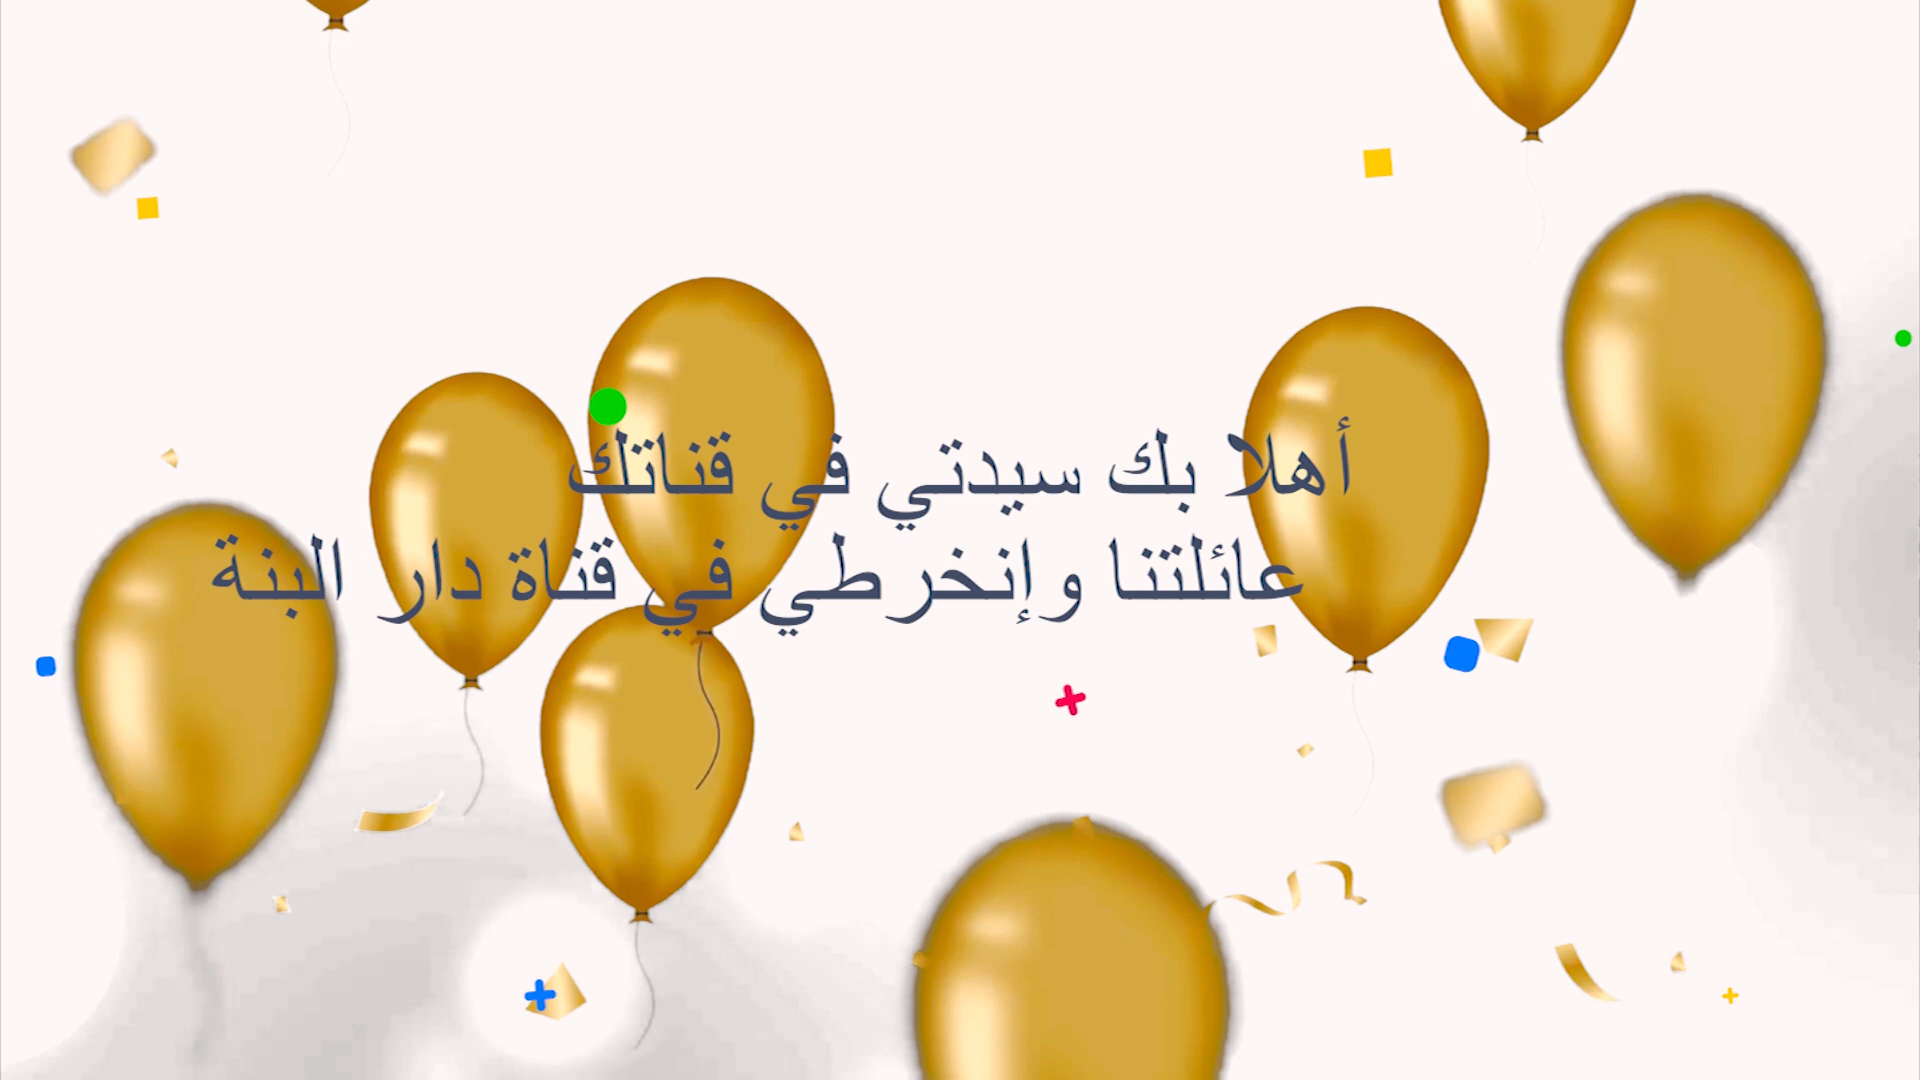 أهلا بك سيدتي في قناتك
عائلتنا وإنخرطي في قناة دار البنة